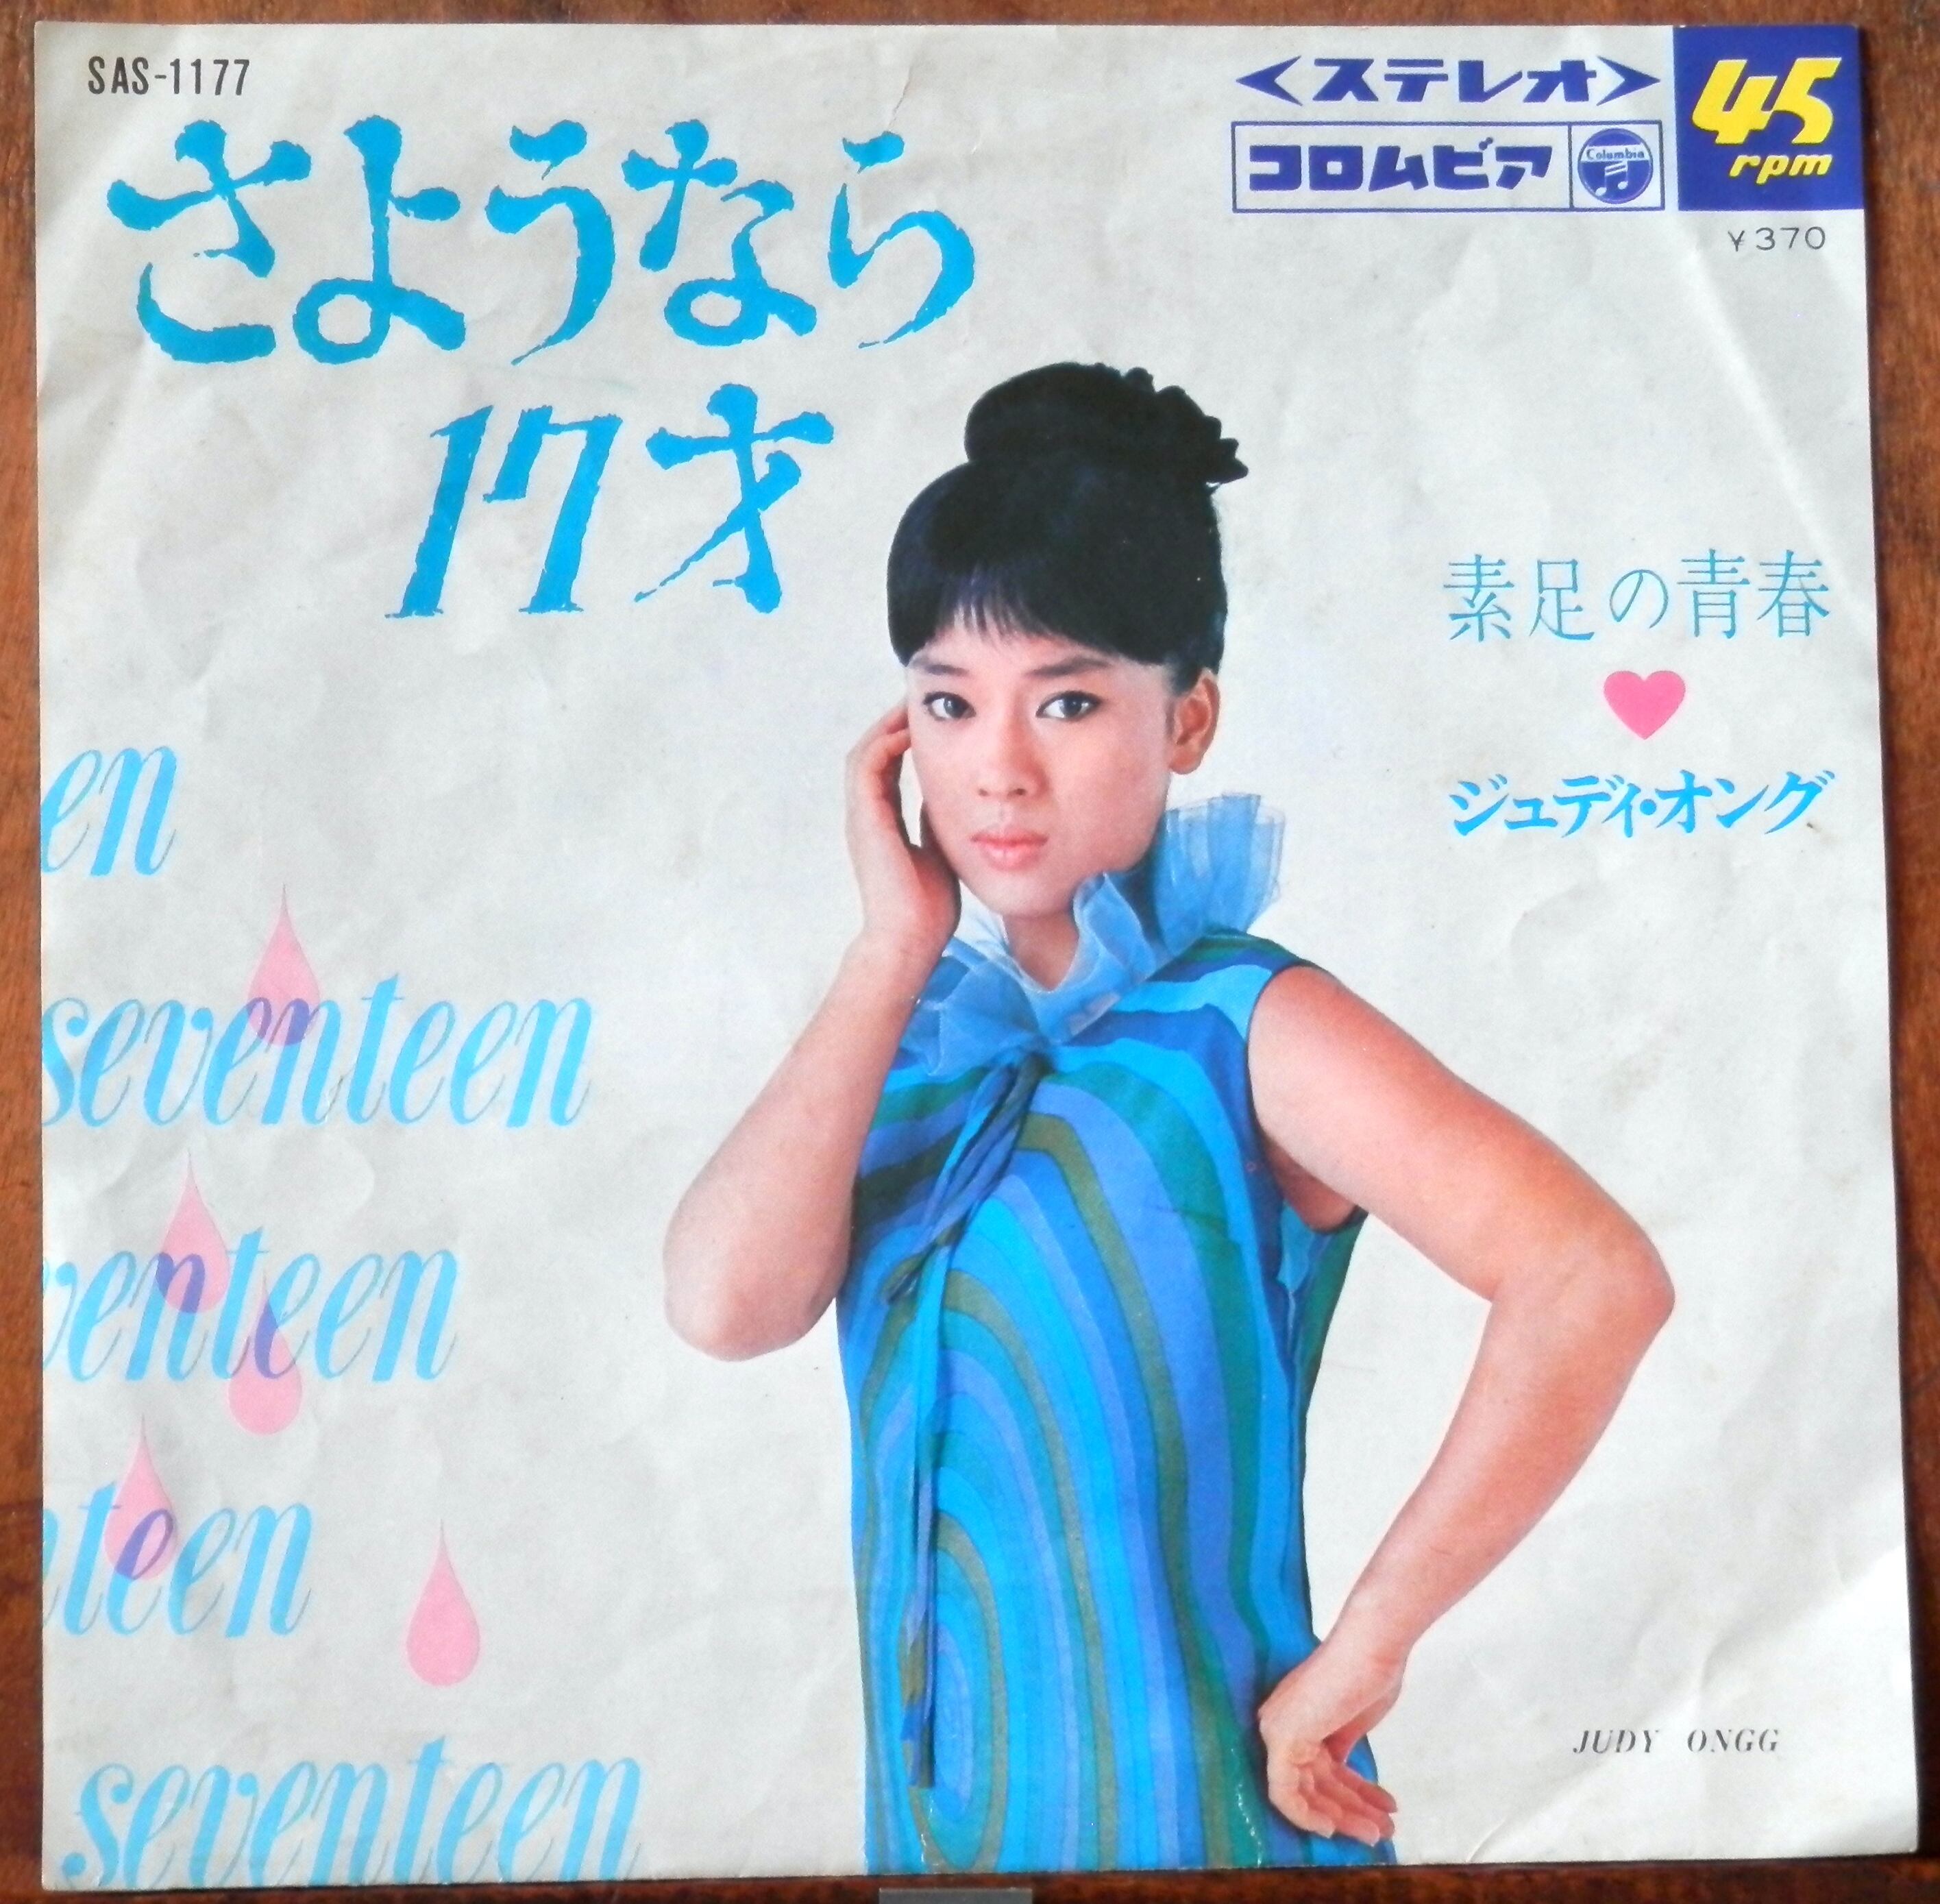 SAS-1177
<ステレオ>
コロムビア
Columbia
45
rpm
¥370
さようなら
17才
素足の青春
♥
ジュディ・オング
en
seventeen
venteen
nteen
seventeen
JUDY ONGG